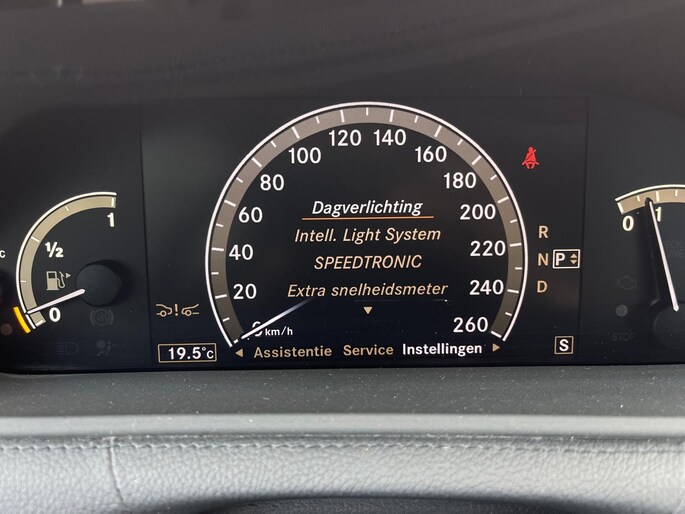 120 140
100 160
80 180
60 200
40 220
20 240
0 km/h 260
Dagverlichting
Intell. Light System
SPEEDTRONIC
Extra snelheidsmeter
Assistentie Service Instellingen
19.5°C
1
½
0
R
N P
D
S
0 1